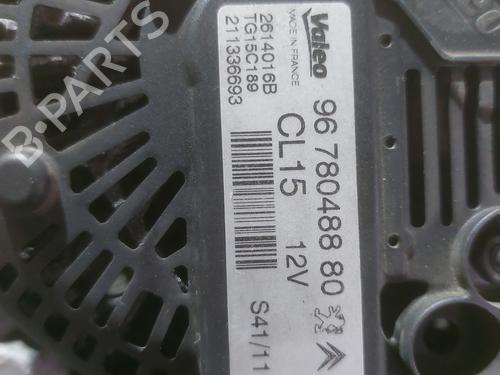 Valeo
MADE IN FRANCE
2614016B
TG15C189
211336693
96 780488 80
CL15 12V
S41/11
B-PARTS